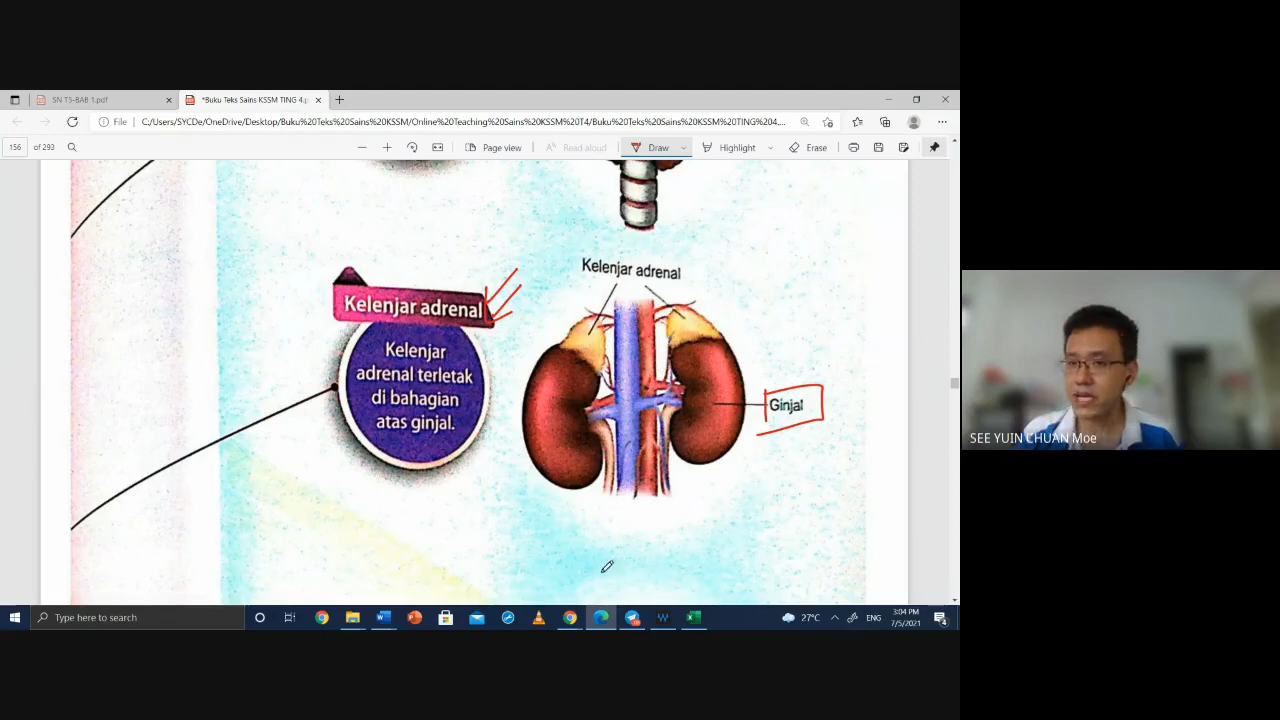 SN T5-BAB 1.pdf
*Buku Teks Sains KSSM TING 4.p
File
C:/Users/SYCDe/OneDrive/Desktop/Buku%20Teks%20Sains%20KSSM/Online%20Teaching%20Sains%20KSSM%20T4/Buku%20Teks%20Sains%20KSSM%20TING%204,...
156
of 293
Page view
Read aloud
Draw
Highlight
Erase
Kelenjar adrenal
Kelenjar adrenal
Kelenjar
adrenal terletak
di bahagian
atas ginjal.
Ginjal
SEE YUIN CHUAN Moe
Type here to search
27°C
ENG
3:04 PM
7/5/2021
4